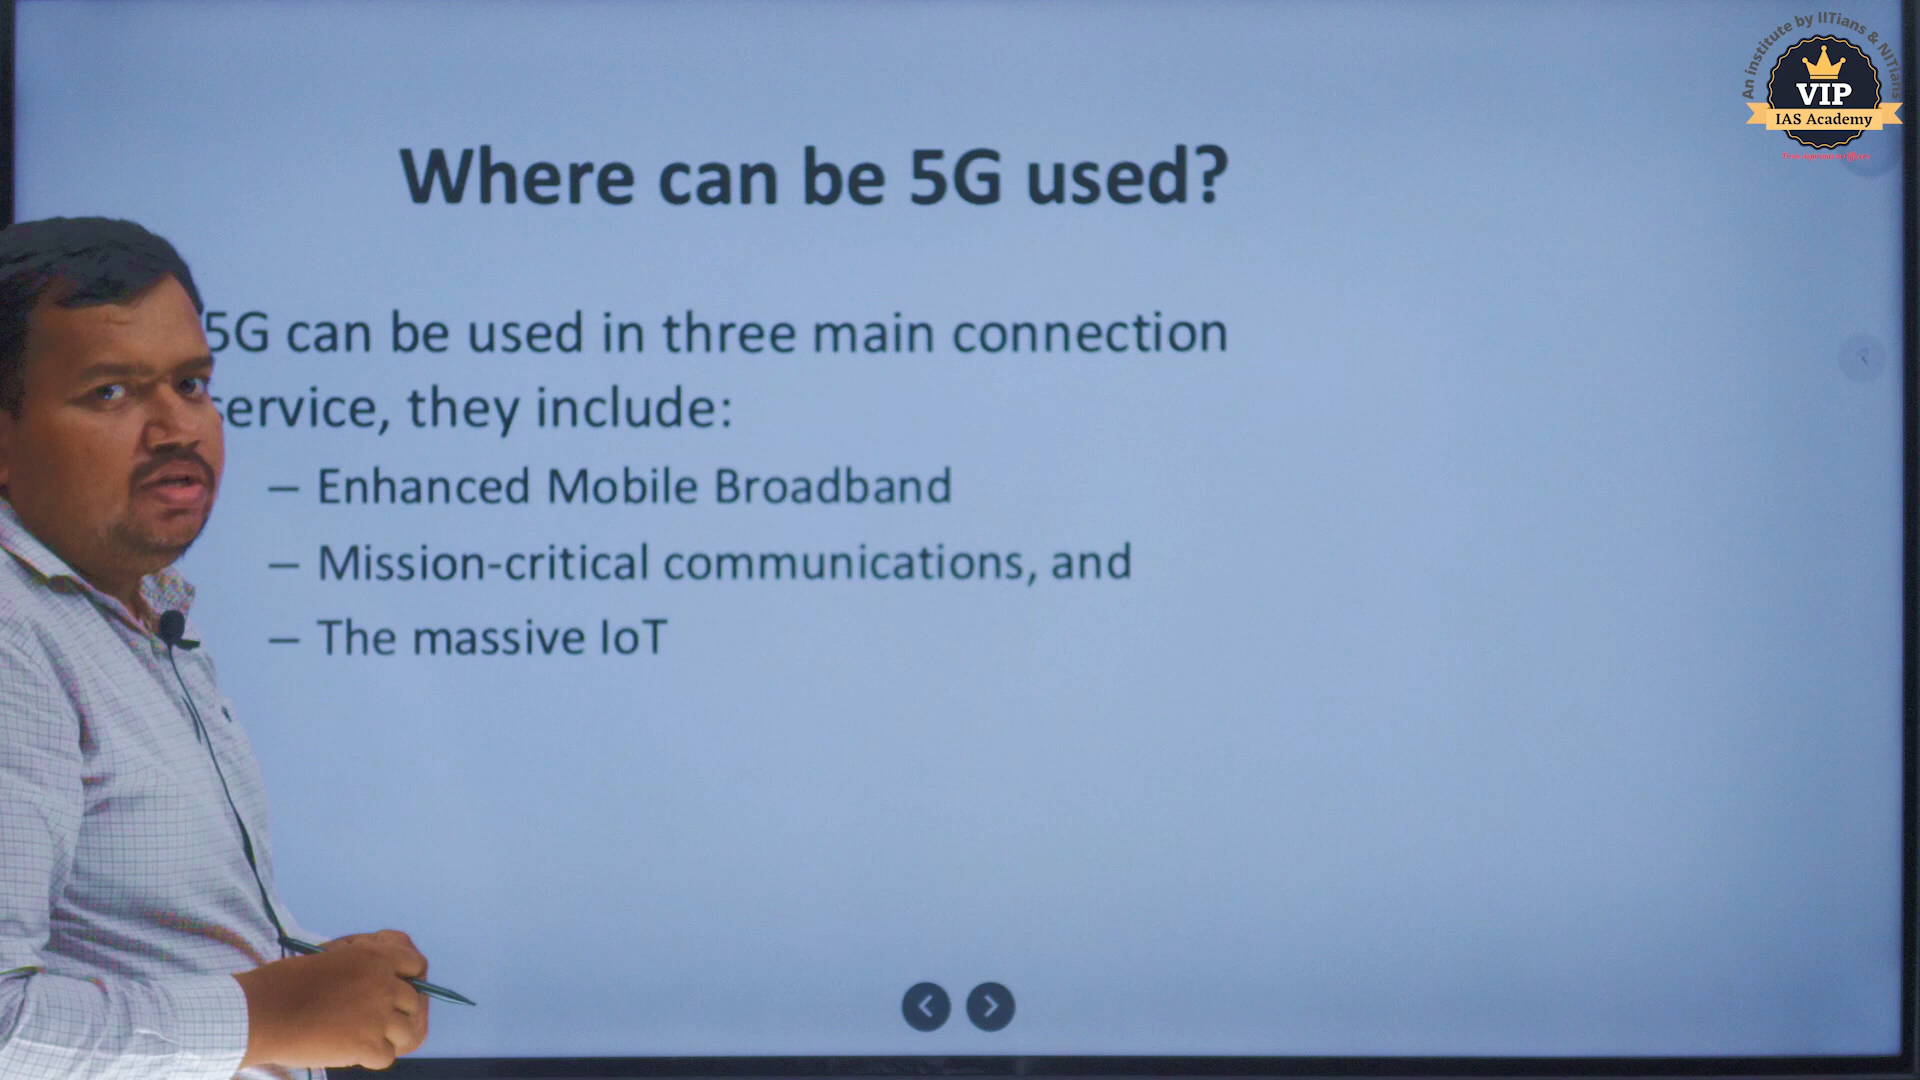 An institute by IITians & NITians
VIP
IAS Academy
Where can be 5G used?
5G can be used in three main connection
service, they include:
– Enhanced Mobile Broadband
– Mission-critical communications, and
– The massive IoT